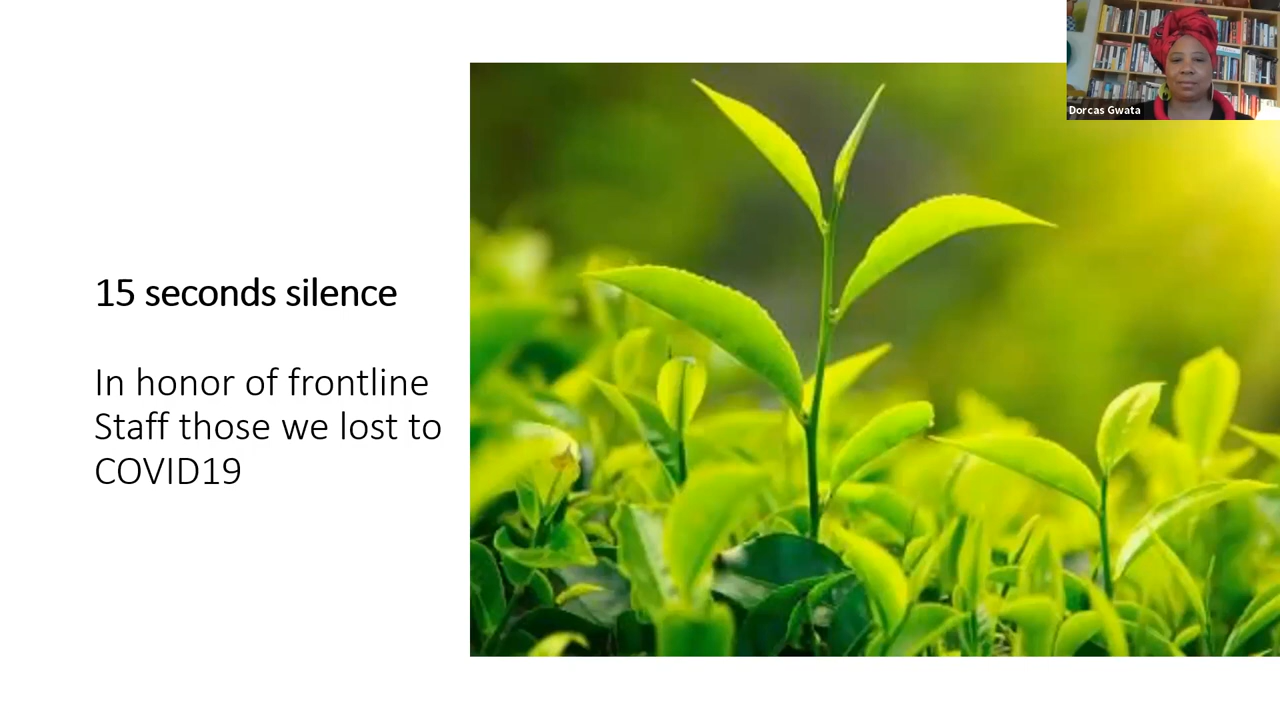 15 seconds silence
In honor of frontline
Staff those we lost to
COVID19
Dorcas Gwata